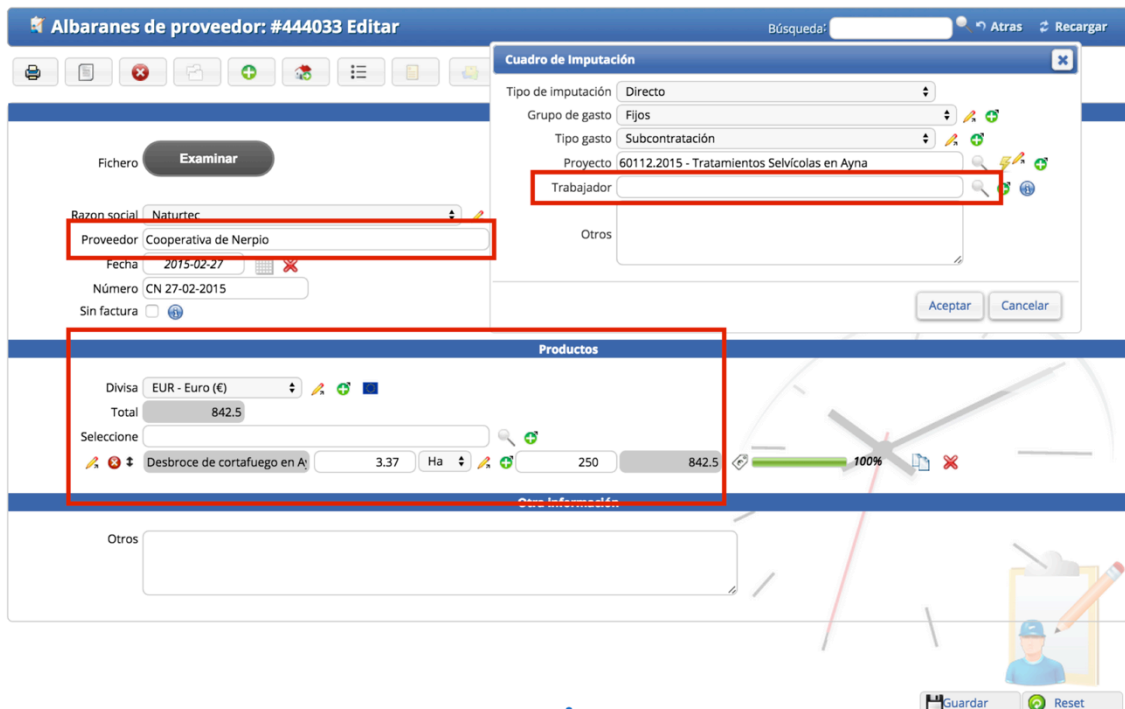 Albaranes de proveedor: #444033 Editar
Búsqueda:
Atras
Recargar
Cuadro de Imputación
Tipo de imputación Directo
Grupo de gasto Fijos
Tipo gasto Subcontratación
Proyecto 60112.2015 - Tratamientos Selvícolas en Ayna
Trabajador
Otros
Aceptar Cancelar
Fichero Examinar
Razon social Naturtec
Proveedor Cooperativa de Nerpio
Fecha 2015-02-27
Número CN 27-02-2015
Sin factura
Productos
Divisa EUR - Euro (€)
Total 842.5
Seleccione
Desbroce de cortafuego en Ay 3.37 Ha 250 842.5 100%
Otra Información
Otros
Guardar Reset